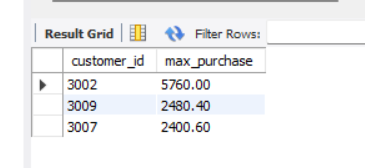 Result Grid Filter Rows:
customer_id max_purchase
3002 5760.00
3009 2480.40
3007 2400.60